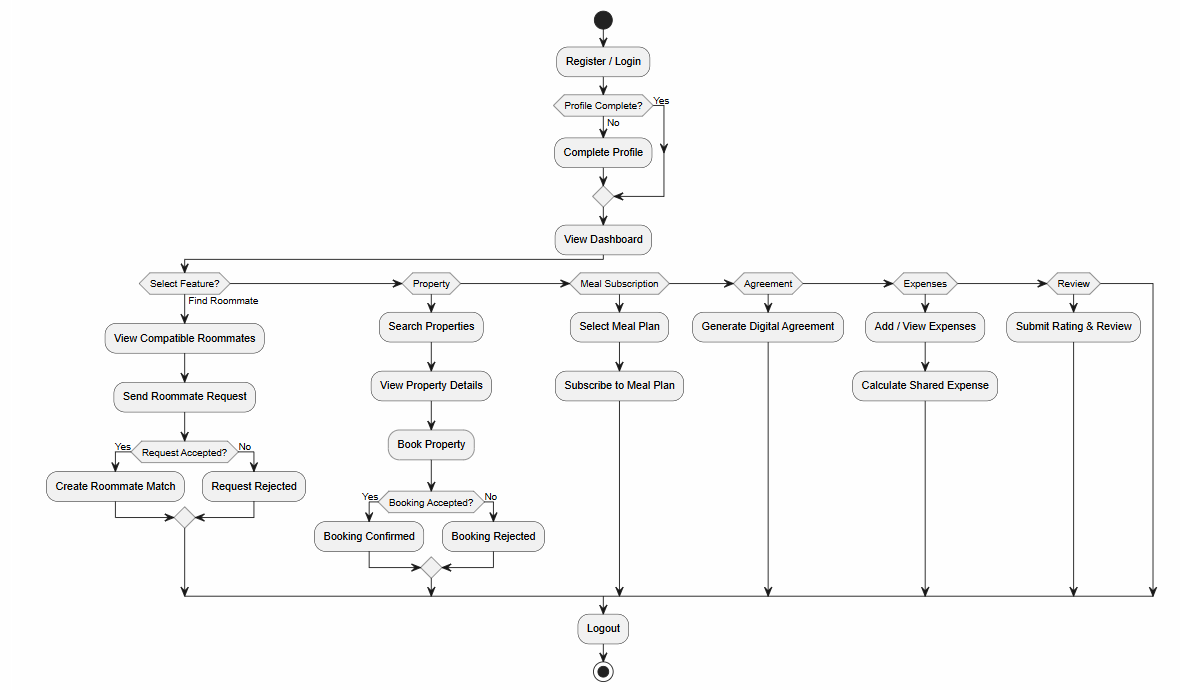 Register / Login
Profile Complete?
Yes
No
Complete Profile
View Dashboard
Select Feature?
Property
Meal Subscription
Agreement
Expenses
Review
Find Roommate
View Compatible Roommates
Search Properties
Select Meal Plan
Generate Digital Agreement
Add / View Expenses
Submit Rating & Review
Send Roommate Request
View Property Details
Subscribe to Meal Plan
Calculate Shared Expense
Yes
Request Accepted?
No
Book Property
Create Roommate Match
Request Rejected
Yes
Booking Accepted?
No
Booking Confirmed
Booking Rejected
Logout